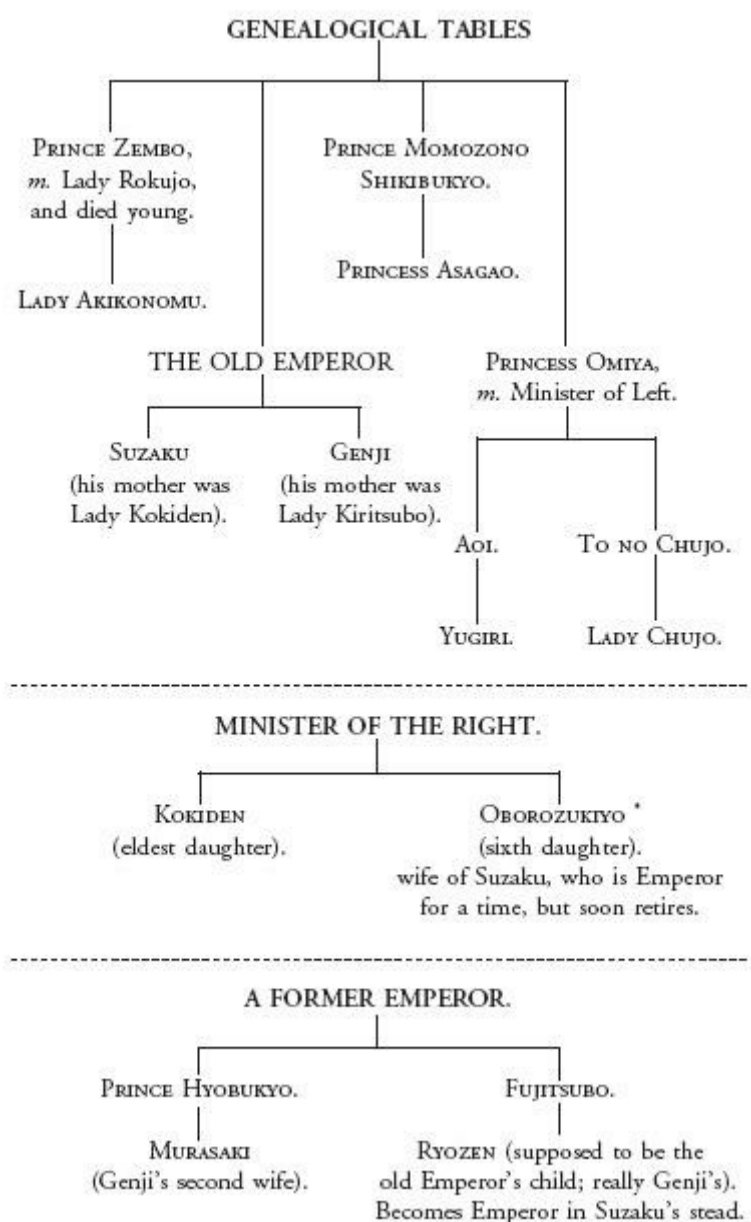 GENEALOGICAL TABLES
PRINCE ZEMBO,
m. Lady Rokujo,
and died young.
LADY AKIKONOMU.
PRINCE MOMOZONO
SHIKIBUKYO.
PRINCESS ASAGAO.
THE OLD EMPEROR
SUZAKU
(his mother was
Lady Kokiden).
GENJI
(his mother was
Lady Kiritsubo).
PRINCESS OMIYA,
m. Minister of Left.
AOI.
YUGIRI.
TO NO CHUJO.
LADY CHUJO.
MINISTER OF THE RIGHT.
KOKIDEN
(eldest daughter).
OBOROZUKIYO *
(sixth daughter).
wife of Suzaku, who is Emperor
for a time, but soon retires.
A FORMER EMPEROR.
PRINCE HYOBUKYO.
MURASAKI
(Genji's second wife).
FUJITSUBO.
RYOZEN (supposed to be the
old Emperor's child; really Genji's).
Becomes Emperor in Suzaku's stead.